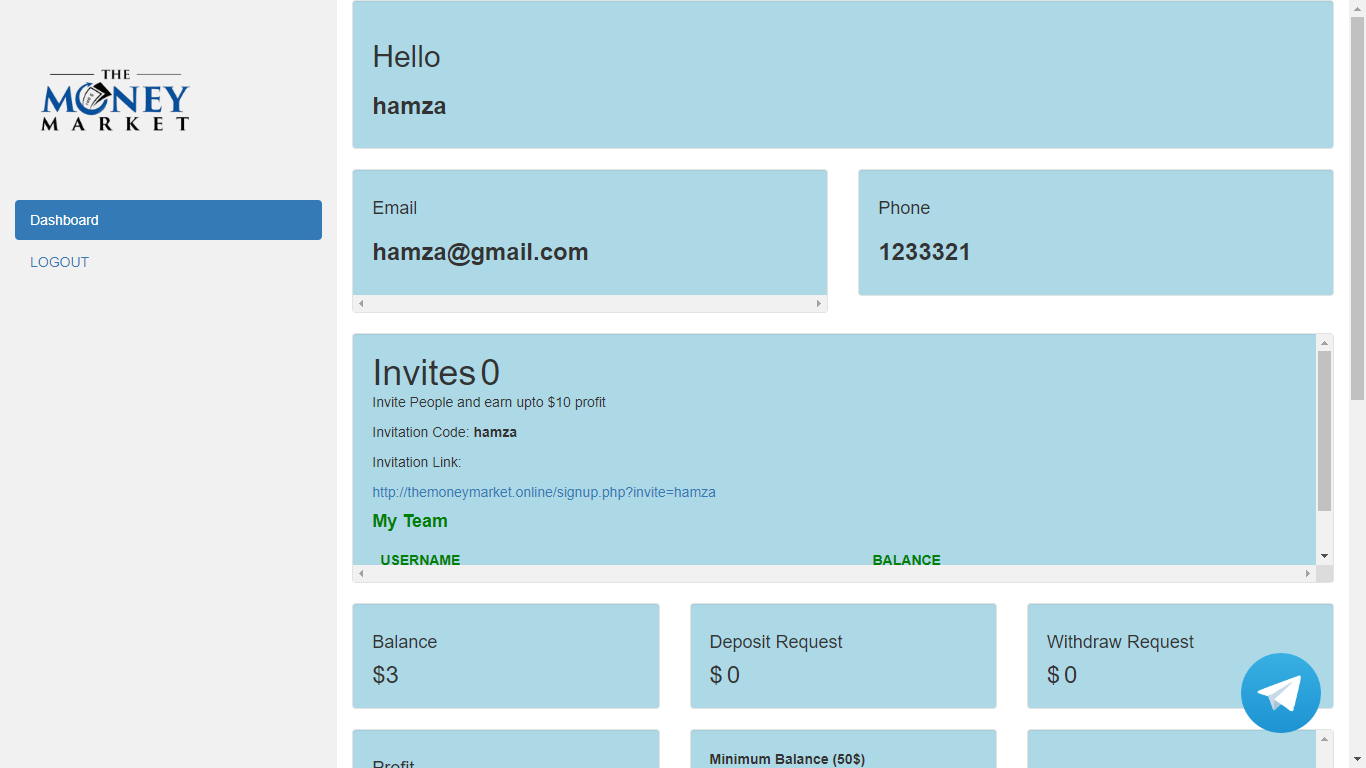 THE
MONEY
MARKET
Dashboard
LOGOUT
Hello
hamza
Email
hamza@gmail.com
Phone
1233321
Invites 0
Invite People and earn upto $10 profit
Invitation Code: hamza
Invitation Link:
http://themoneymarket.online/signup.php?invite=hamza
My Team
USERNAME BALANCE
Balance
$3
Deposit Request
$ 0
Withdraw Request
$ 0
Profit
Minimum Balance (50$)